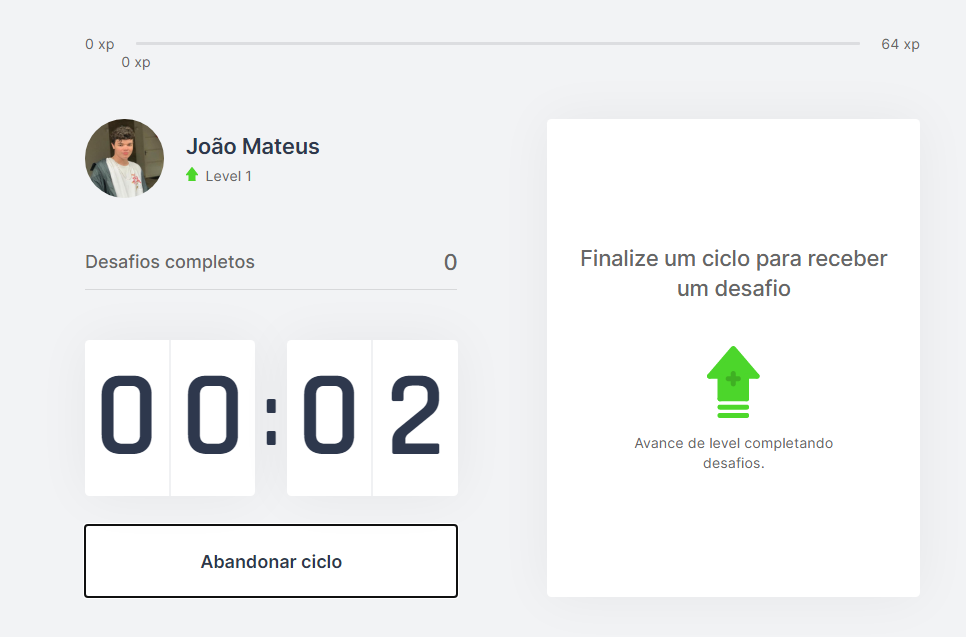 0 xp
64 xp
0 xp
João Mateus
Level 1
Desafios completos
0
00:02
Abandonar ciclo
Finalize um ciclo para receber
um desafio
Avance de level completando
desafios.